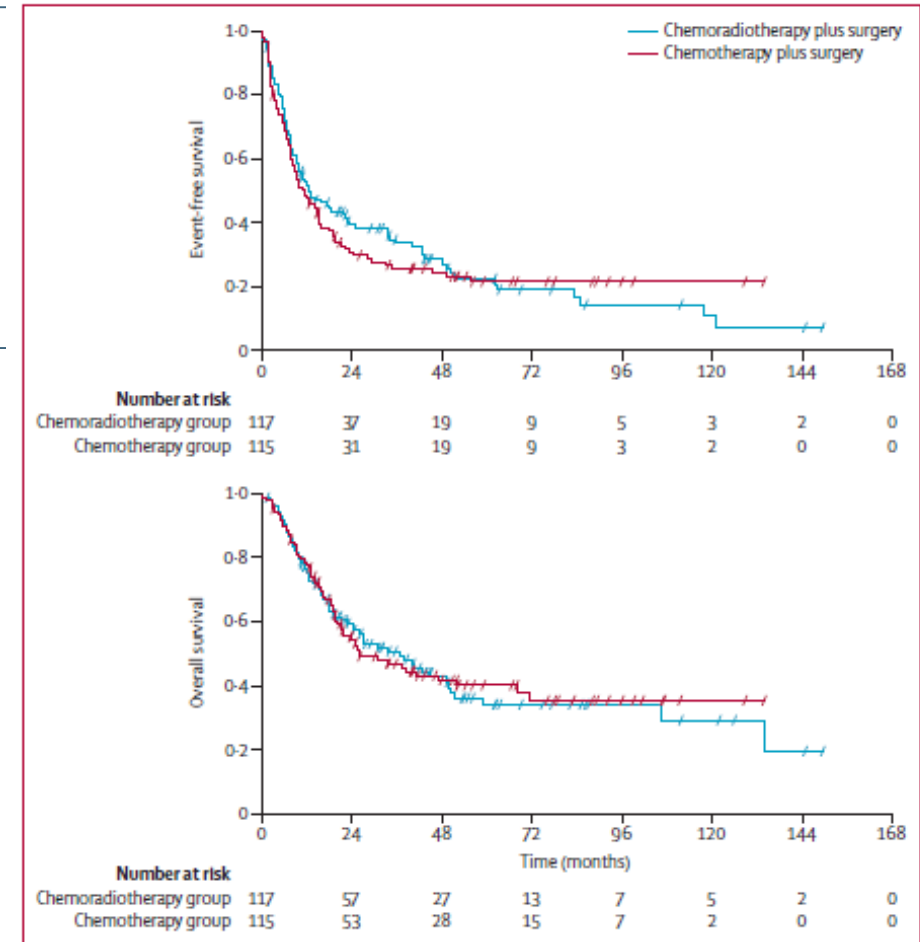 Chemoradiotherapy plus surgery
Chemotherapy plus surgery
1·0
0·8
0·6
0·4
0·2
0
Event-free survival
0 24 48 72 96 120 144 168
Number at risk
Chemoradiotherapy group 117 37 19 9 5 3 2 0
Chemotherapy group 115 31 19 9 3 2 0 0
1·0
0·8
0·6
0·4
0·2
0
Overall survival
0 24 48 72 96 120 144 168
Time (months)
Number at risk
Chemoradiotherapy group 117 57 27 13 7 5 2 0
Chemotherapy group 115 53 28 15 7 2 0 0